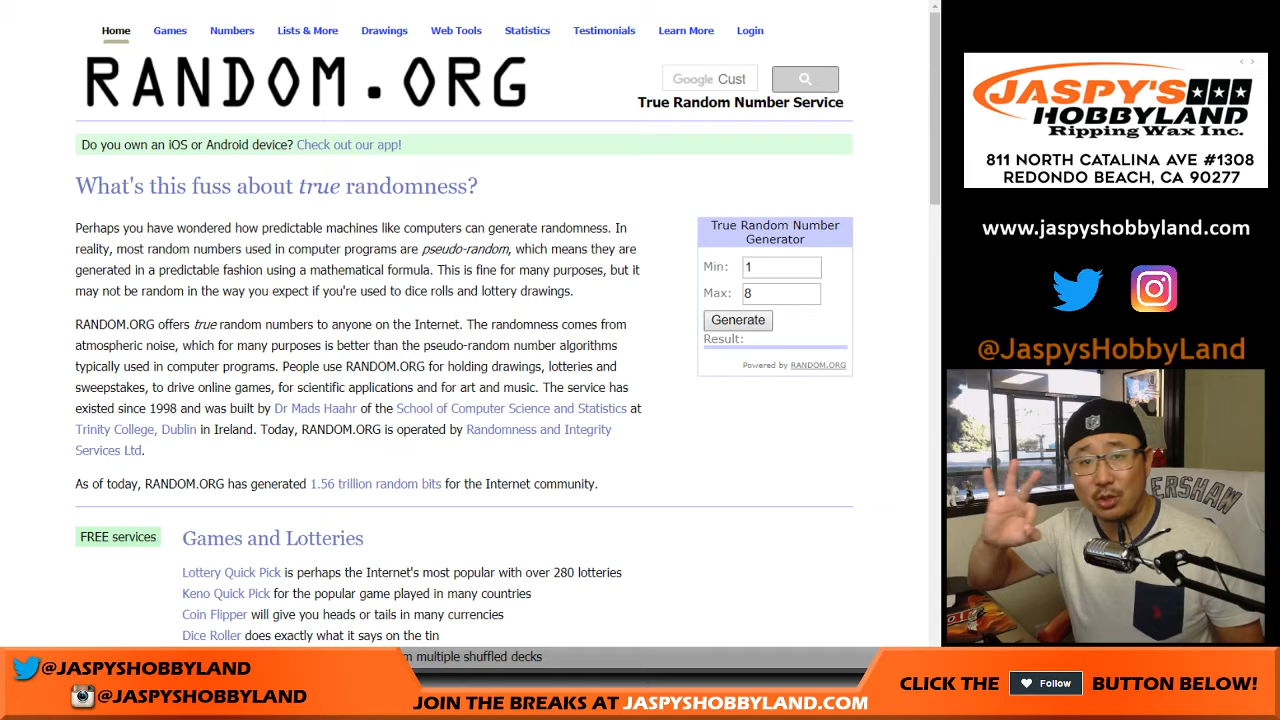 Home Games Numbers Lists & More Drawings Web Tools Statistics Testimonials Learn More Login
RANDOM.ORG
Google Cust
True Random Number Service
Do you own an iOS or Android device? Check out our app!
What's this fuss about true randomness?
Perhaps you have wondered how predictable machines like computers can generate randomness. In
reality, most random numbers used in computer programs are pseudo-random, which means they are
generated in a predictable fashion using a mathematical formula. This is fine for many purposes, but it
may not be random in the way you expect if you're used to dice rolls and lottery drawings.
RANDOM.ORG offers true random numbers to anyone on the Internet. The randomness comes from
atmospheric noise, which for many purposes is better than the pseudo-random number algorithms
typically used in computer programs. People use RANDOM.ORG for holding drawings, lotteries and
sweepstakes, to drive online games, for scientific applications and for art and music. The service has
existed since 1998 and was built by Dr Mads Haahr of the School of Computer Science and Statistics at
Trinity College, Dublin in Ireland. Today, RANDOM.ORG is operated by Randomness and Integrity
Services Ltd.
As of today, RANDOM.ORG has generated 1.56 trillion random bits for the Internet community.
True Random Number
Generator
Min: 1
Max: 8
Generate
Result:
Powered by RANDOM.ORG
FREE services
Games and Lotteries
Lottery Quick Pick is perhaps the Internet's most popular with over 280 lotteries
Keno Quick Pick for the popular game played in many countries
Coin Flipper will give you heads or tails in many currencies
Dice Roller does exactly what it says on the tin
multiple shuffled decks
JASPY'S
HOBBYLAND
Ripping Wax Inc.
811 NORTH CATALINA AVE #1308
REDONDO BEACH, CA 90277
www.jaspyshobbyland.com
@JaspysHobbyLand
ERSHAW
@JASPYSHOBBYLAND
@JASPYSHOBBYLAND
JOIN THE BREAKS AT JASPYSHOBBYLAND.COM
CLICK THE Follow BUTTON BELOW!